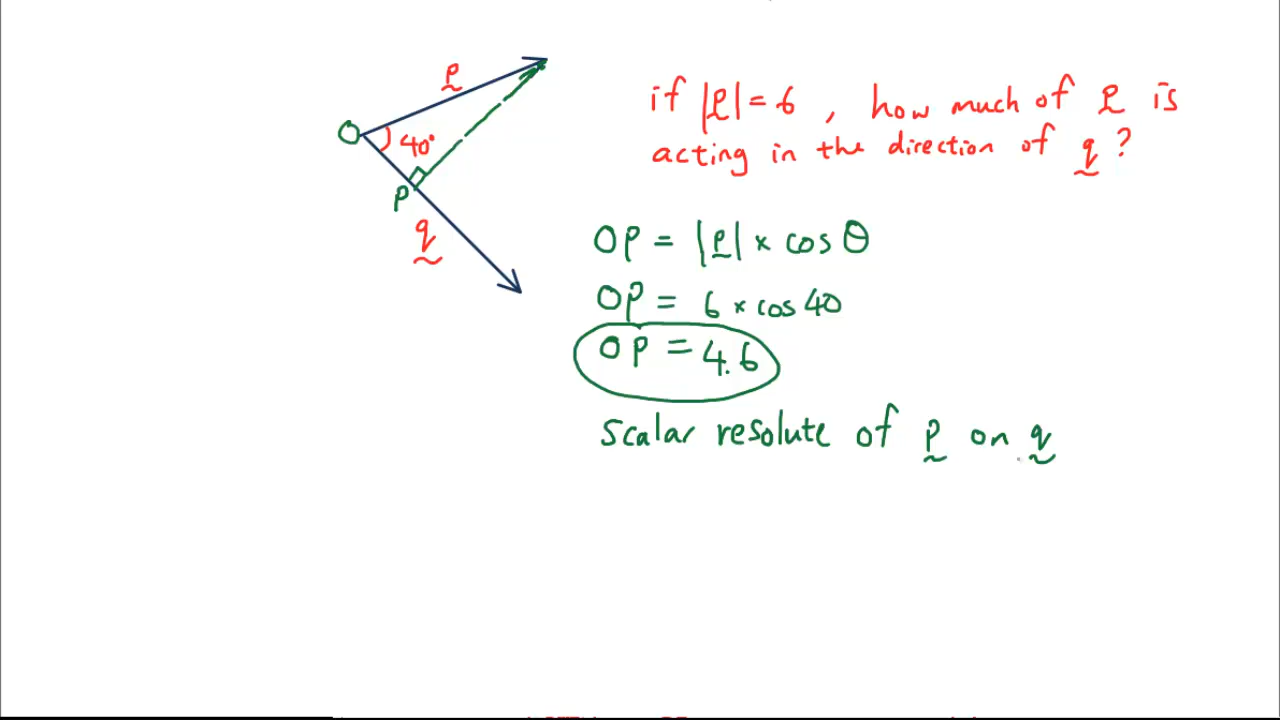 p
O
40°
P
q
if |p| = 6 , how much of p is
acting in the direction of q ?
OP = |p| × cos θ
OP = 6 × cos 40
OP = 4.6
scalar resolute of p on q